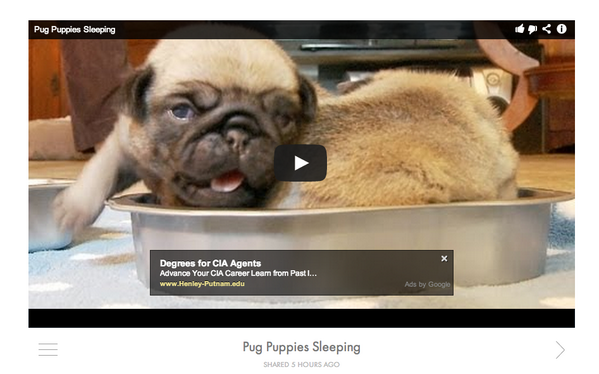 Pug Puppies Sleeping
Degrees for CIA Agents
Advance Your CIA Career Learn from Past I...
www.Henley-Putnam.edu
Ads by Google
Pug Puppies Sleeping
SHARED 5 HOURS AGO